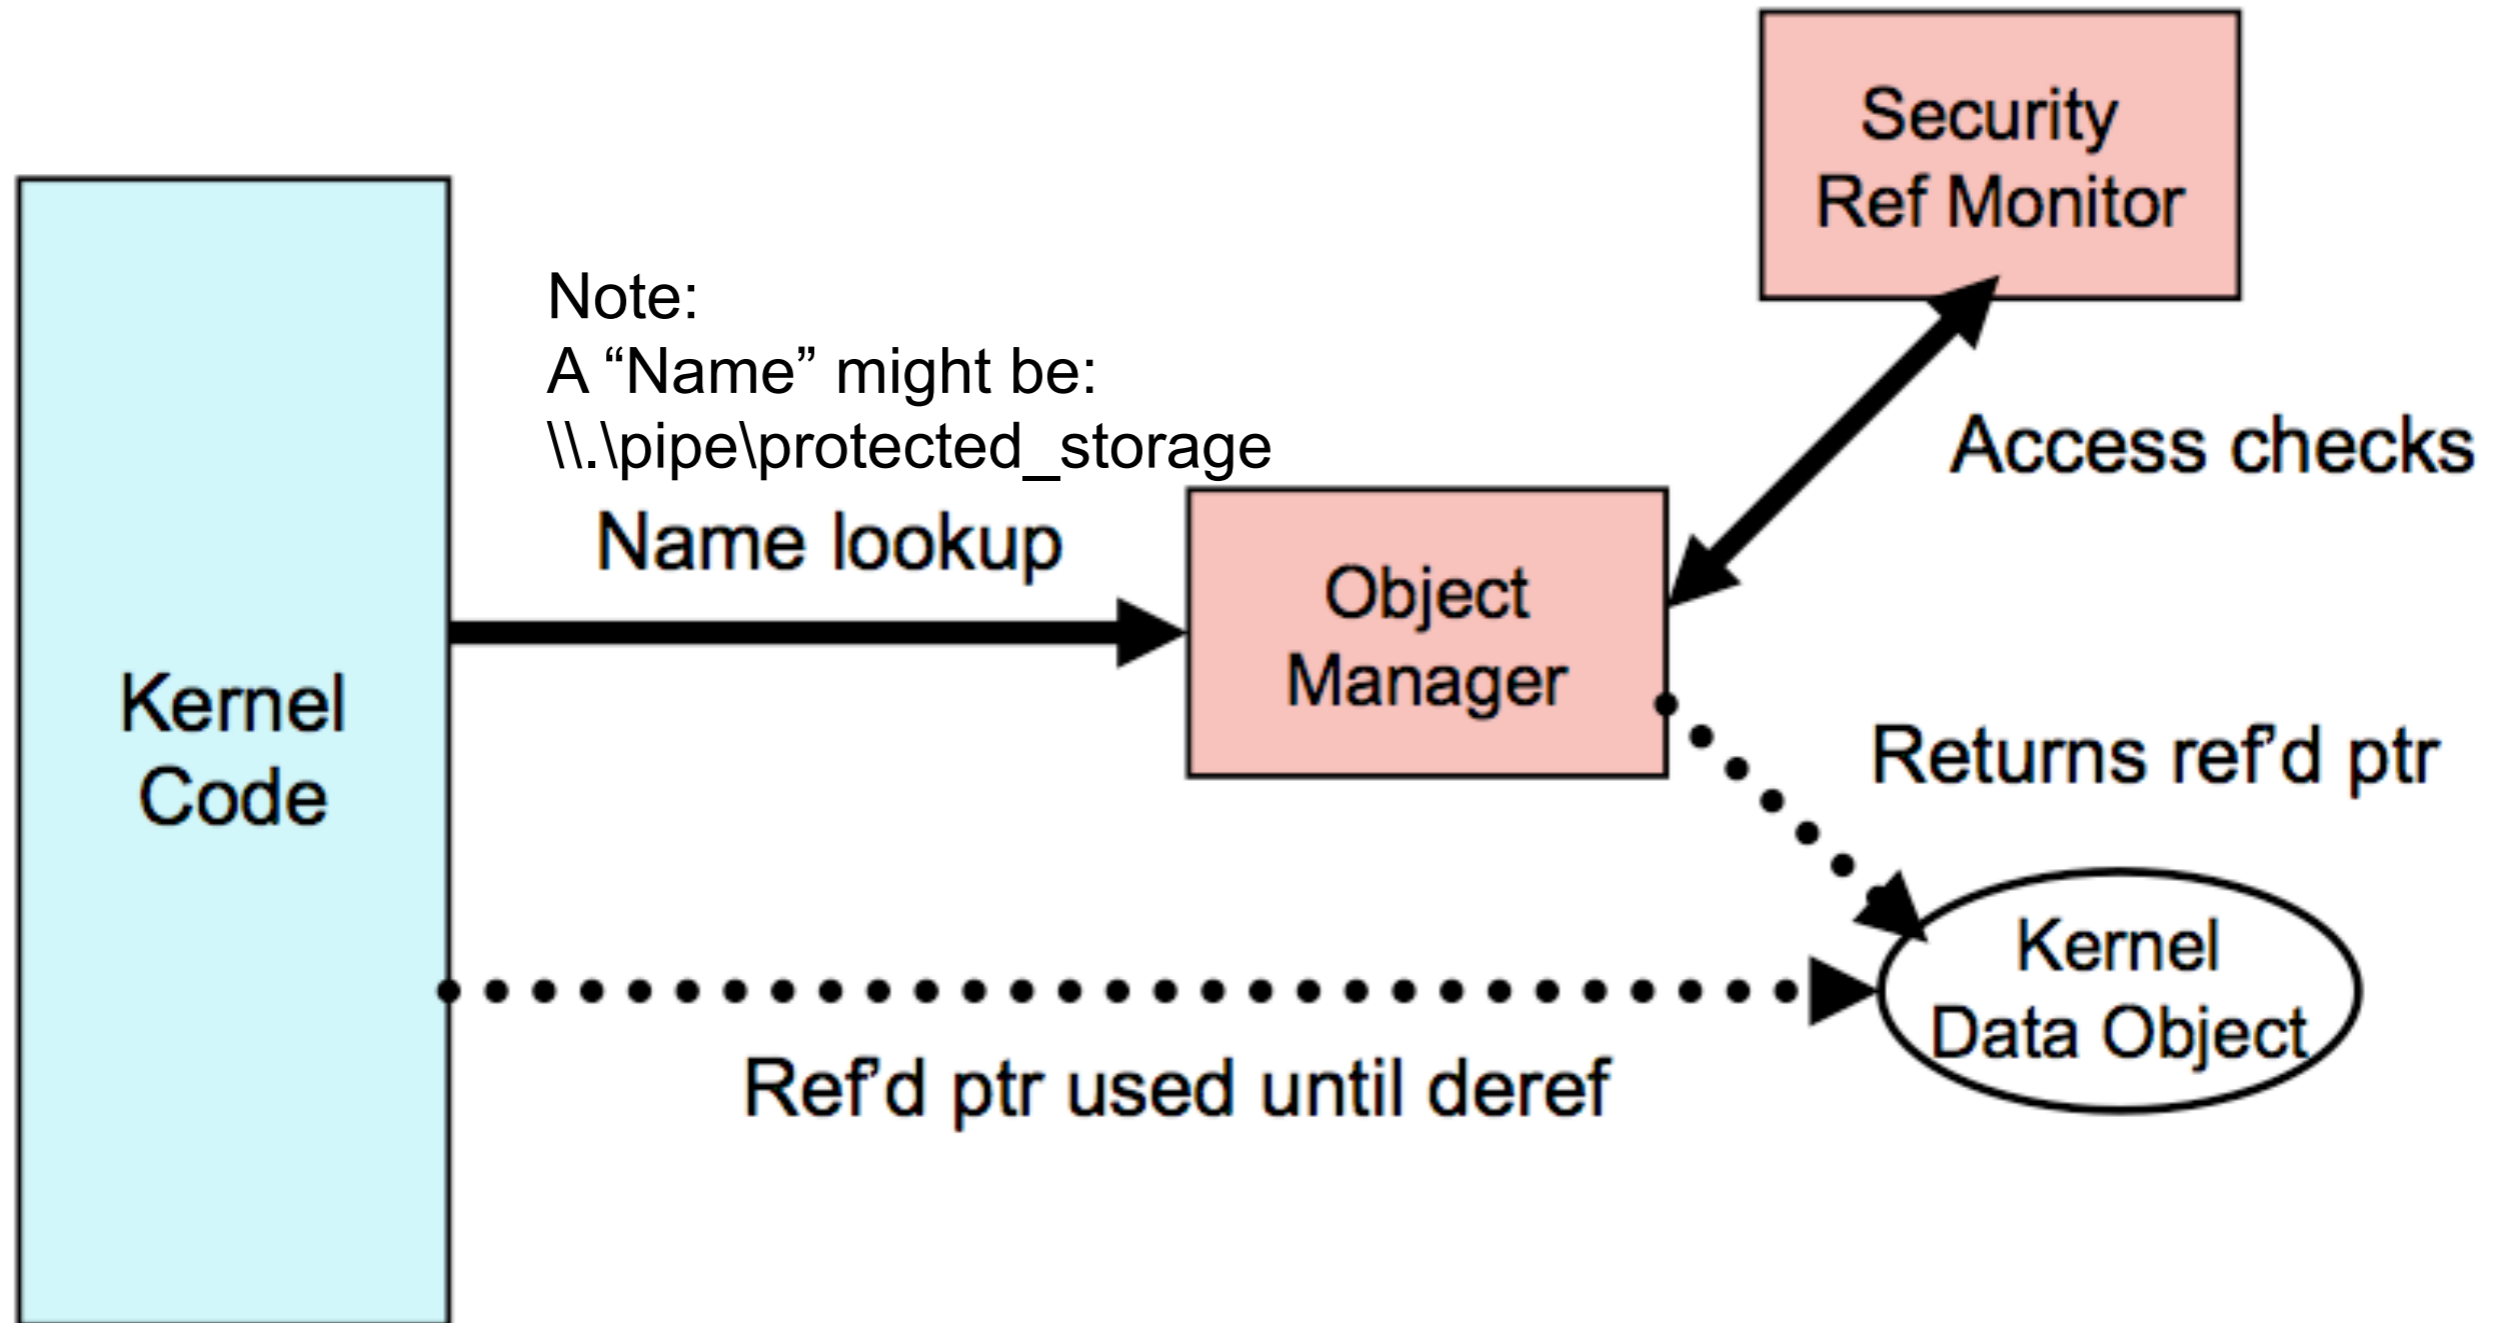 Security
Ref Monitor
Note:
A “Name” might be:
\\.\pipe\protected_storage
Access checks
Name lookup
Object
Manager
Kernel
Code
Returns ref’d ptr
Kernel
Data Object
Ref’d ptr used until deref